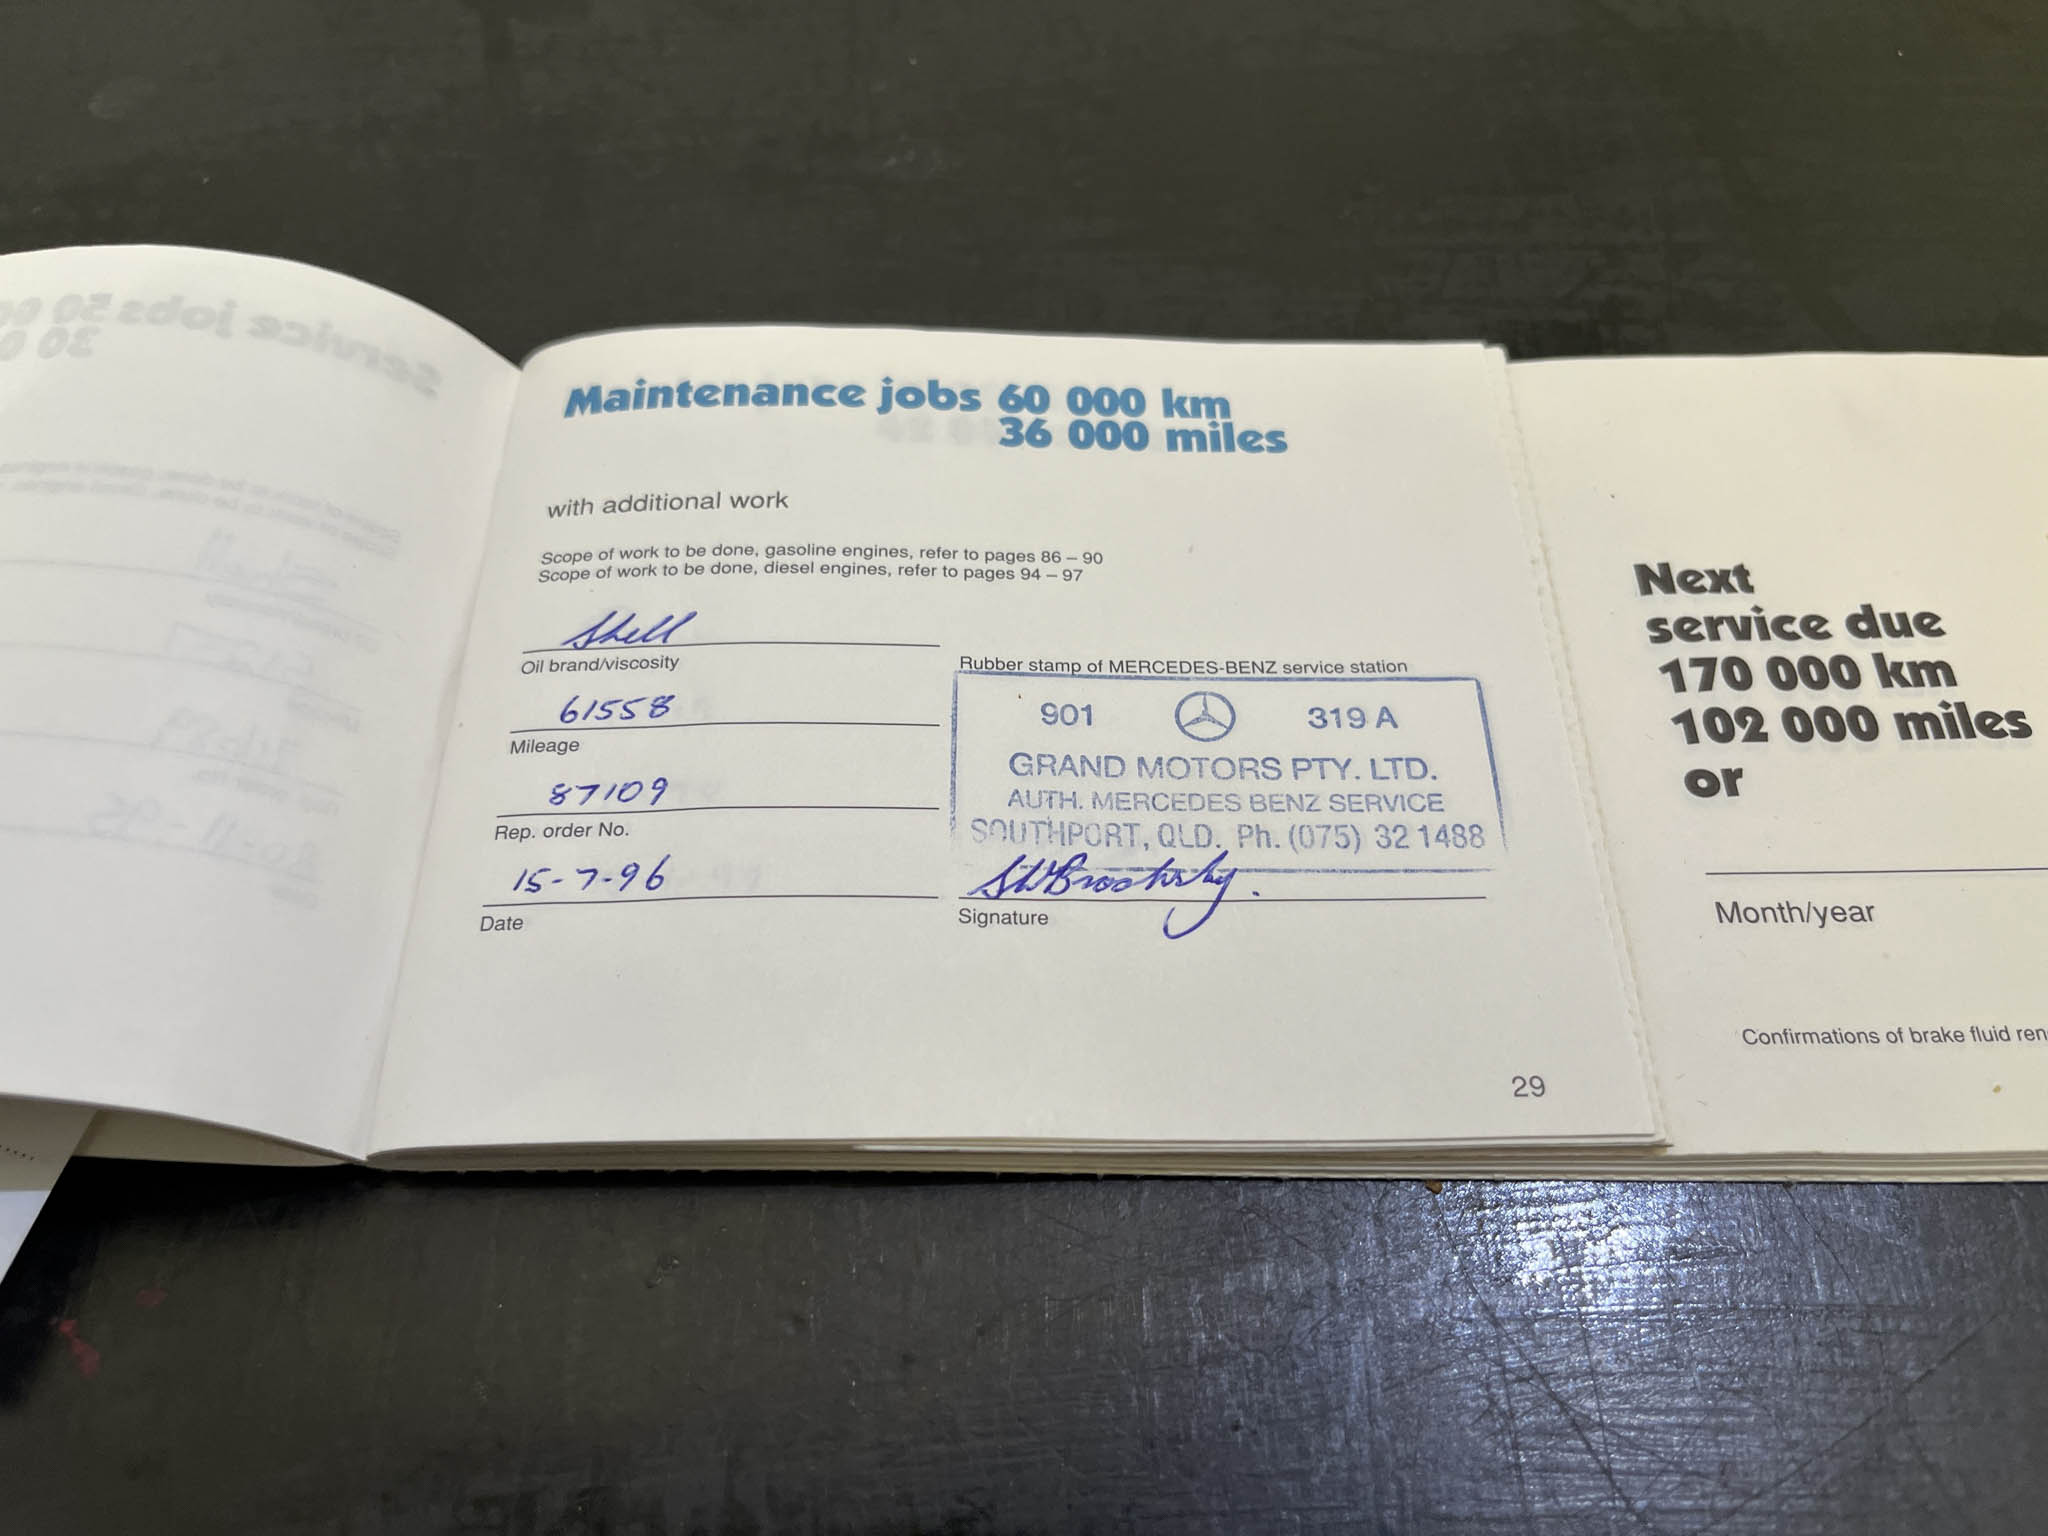 Maintenance jobs 60 000 km
36 000 miles
with additional work
Scope of work to be done, gasoline engines, refer to pages 86 – 90
Scope of work to be done, diesel engines, refer to pages 94 – 97
Shell
Oil brand/viscosity
61558
Mileage
87109
Rep. order No.
15-7-96
Date
Rubber stamp of MERCEDES-BENZ service station
901 319 A
GRAND MOTORS PTY. LTD.
AUTH. MERCEDES BENZ SERVICE
SOUTHPORT, QLD. Ph. (075) 32 1488
Signature
29
Next
service due
170 000 km
102 000 miles
or
Month/year
Confirmations of brake fluid